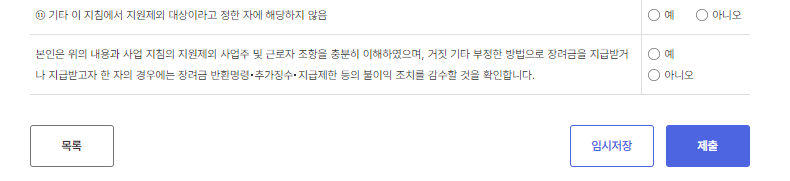 ⑪ 기타 이 지침에서 지원제외 대상이라고 정한 자에 해당하지 않음
예 아니오
본인은 위의 내용과 사업 지침의 지원제외 사업주 및 근로자 조항을 충분히 이해하였으며, 거짓 기타 부정한 방법으로 장려금을 지급받거
나 지급받고자 한 자의 경우에는 장려금 반환명령·추가징수·지급제한 등의 불이익 조치를 감수할 것을 확인합니다.
예
아니오
목록
임시저장
제출